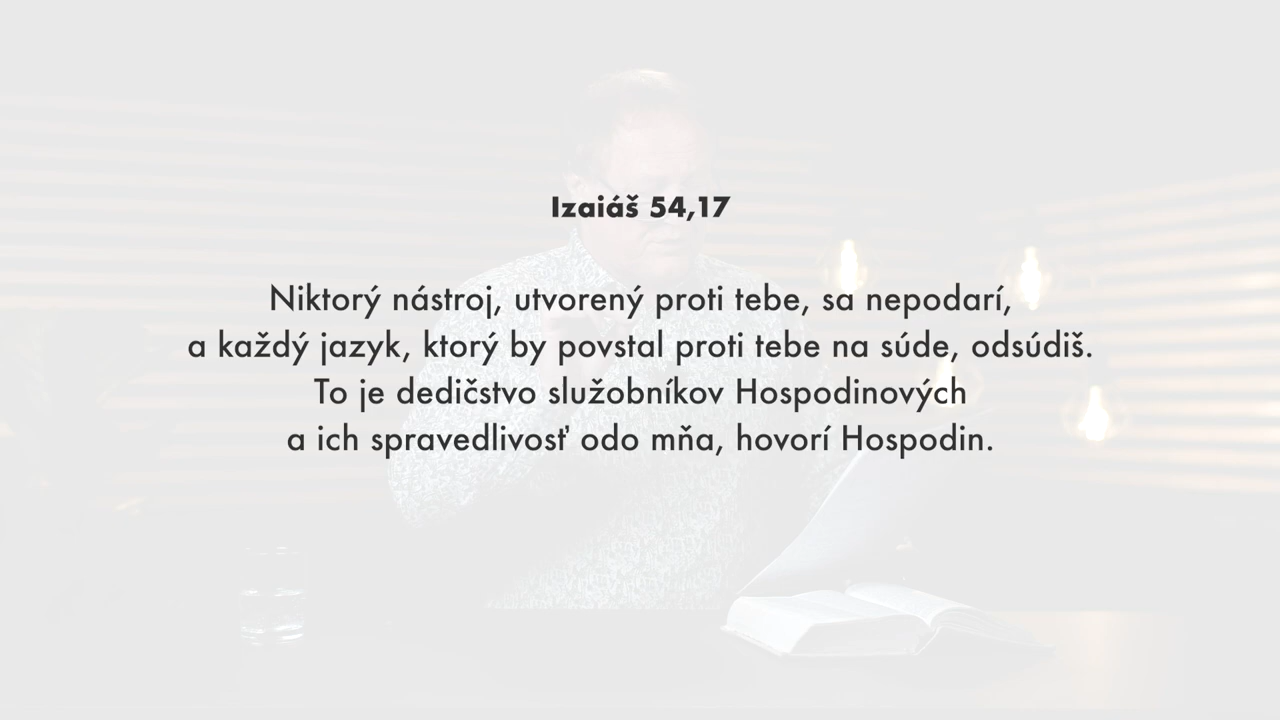 Izaiáš 54,17
Niktorý nástroj, utvorený proti tebe, sa nepodarí,
a každý jazyk, ktorý by povstal proti tebe na súde, odsúdiš.
To je dedičstvo služobníkov Hospodinových
a ich spravedlivosť odo mňa, hovorí Hospodin.